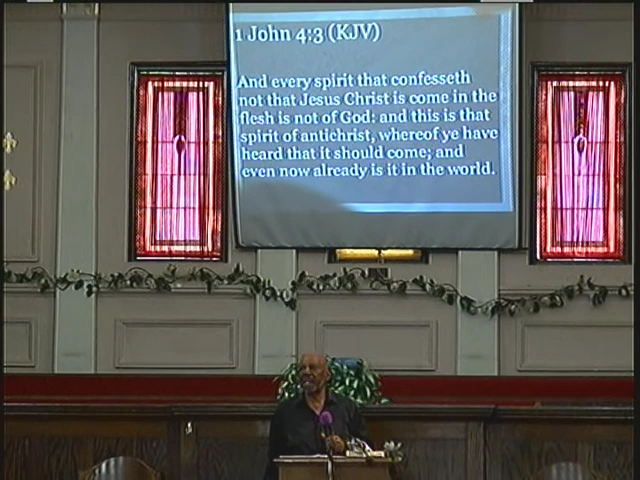 1 John 4:3 (KJV)
And every spirit that confesseth
not that Jesus Christ is come in the
flesh is not of God: and this is that
spirit of antichrist, whereof ye have
heard that it should come; and
even now already is it in the world.